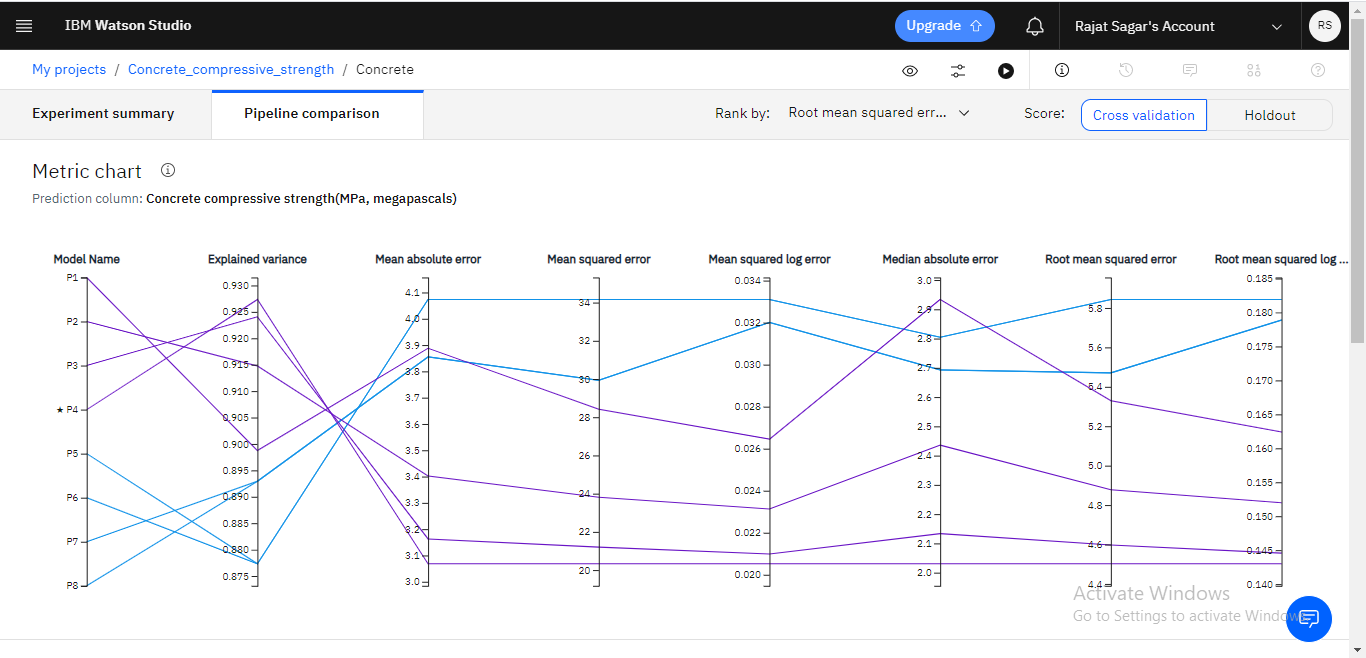 IBM Watson Studio
Upgrade
Rajat Sagar's Account
RS
My projects / Concrete_compressive_strength / Concrete
Experiment summary
Pipeline comparison
Rank by: Root mean squared err...
Score: Cross validation Holdout
Metric chart
Prediction column: Concrete compressive strength(MPa, megapascals)
Model Name
P1
P2
P3
★ P4
P5
P6
P7
P8
Explained variance
0.930
0.925
0.920
0.915
0.910
0.905
0.900
0.895
0.890
0.885
0.880
0.875
Mean absolute error
4.1
4.0
3.9
3.8
3.7
3.6
3.5
3.4
3.3
3.2
3.1
3.0
Mean squared error
34
32
30
28
26
24
22
20
Mean squared log error
0.034
0.032
0.030
0.028
0.026
0.024
0.022
0.020
Median absolute error
3.0
2.9
2.8
2.7
2.6
2.5
2.4
2.3
2.2
2.1
2.0
Root mean squared error
5.8
5.6
5.4
5.2
5.0
4.8
4.6
4.4
Root mean squared log ...
0.185
0.180
0.175
0.170
0.165
0.160
0.155
0.150
0.145
0.140
Activate Windows
Go to Settings to activate Windows.